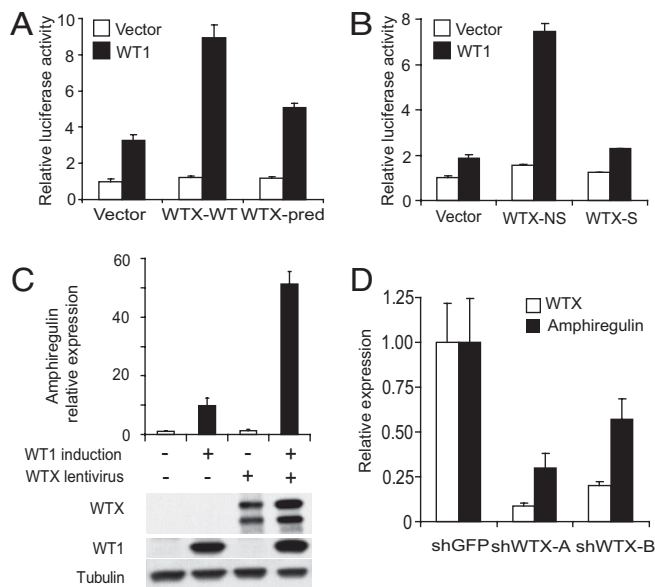 A
Relative luciferase activity
10
8
6
4
2
0
Vector
WT1
Vector WTX-WT WTX-pred
B
Relative luciferase activity
8
6
4
2
0
Vector
WT1
Vector WTX-NS WTX-S
C
Amphiregulin
relative expression
60
40
20
0
WT1 induction - + - +
WTX lentivirus - - + +
WTX
WT1
Tubulin
D
Relative expression
1.25
1.00
0.75
0.50
0.25
0
WTX
Amphiregulin
shGFP shWTX-A shWTX-B